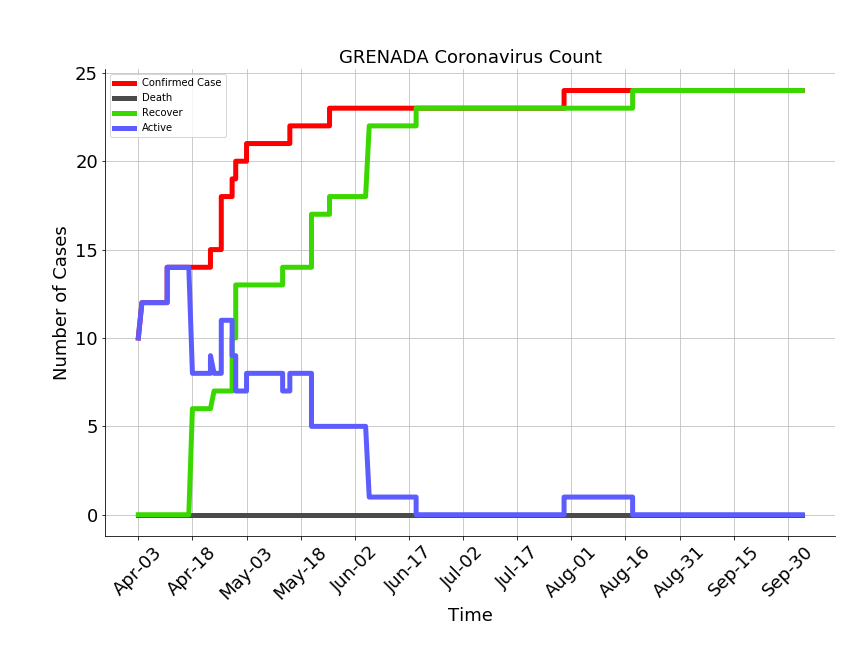 GRENADA Coronavirus Count
Confirmed Case
Death
Recover
Active
Number of Cases
25
20
15
10
5
0
Apr-03
Apr-18
May-03
May-18
Jun-02
Jun-17
Jul-02
Jul-17
Aug-01
Aug-16
Aug-31
Sep-15
Sep-30
Time